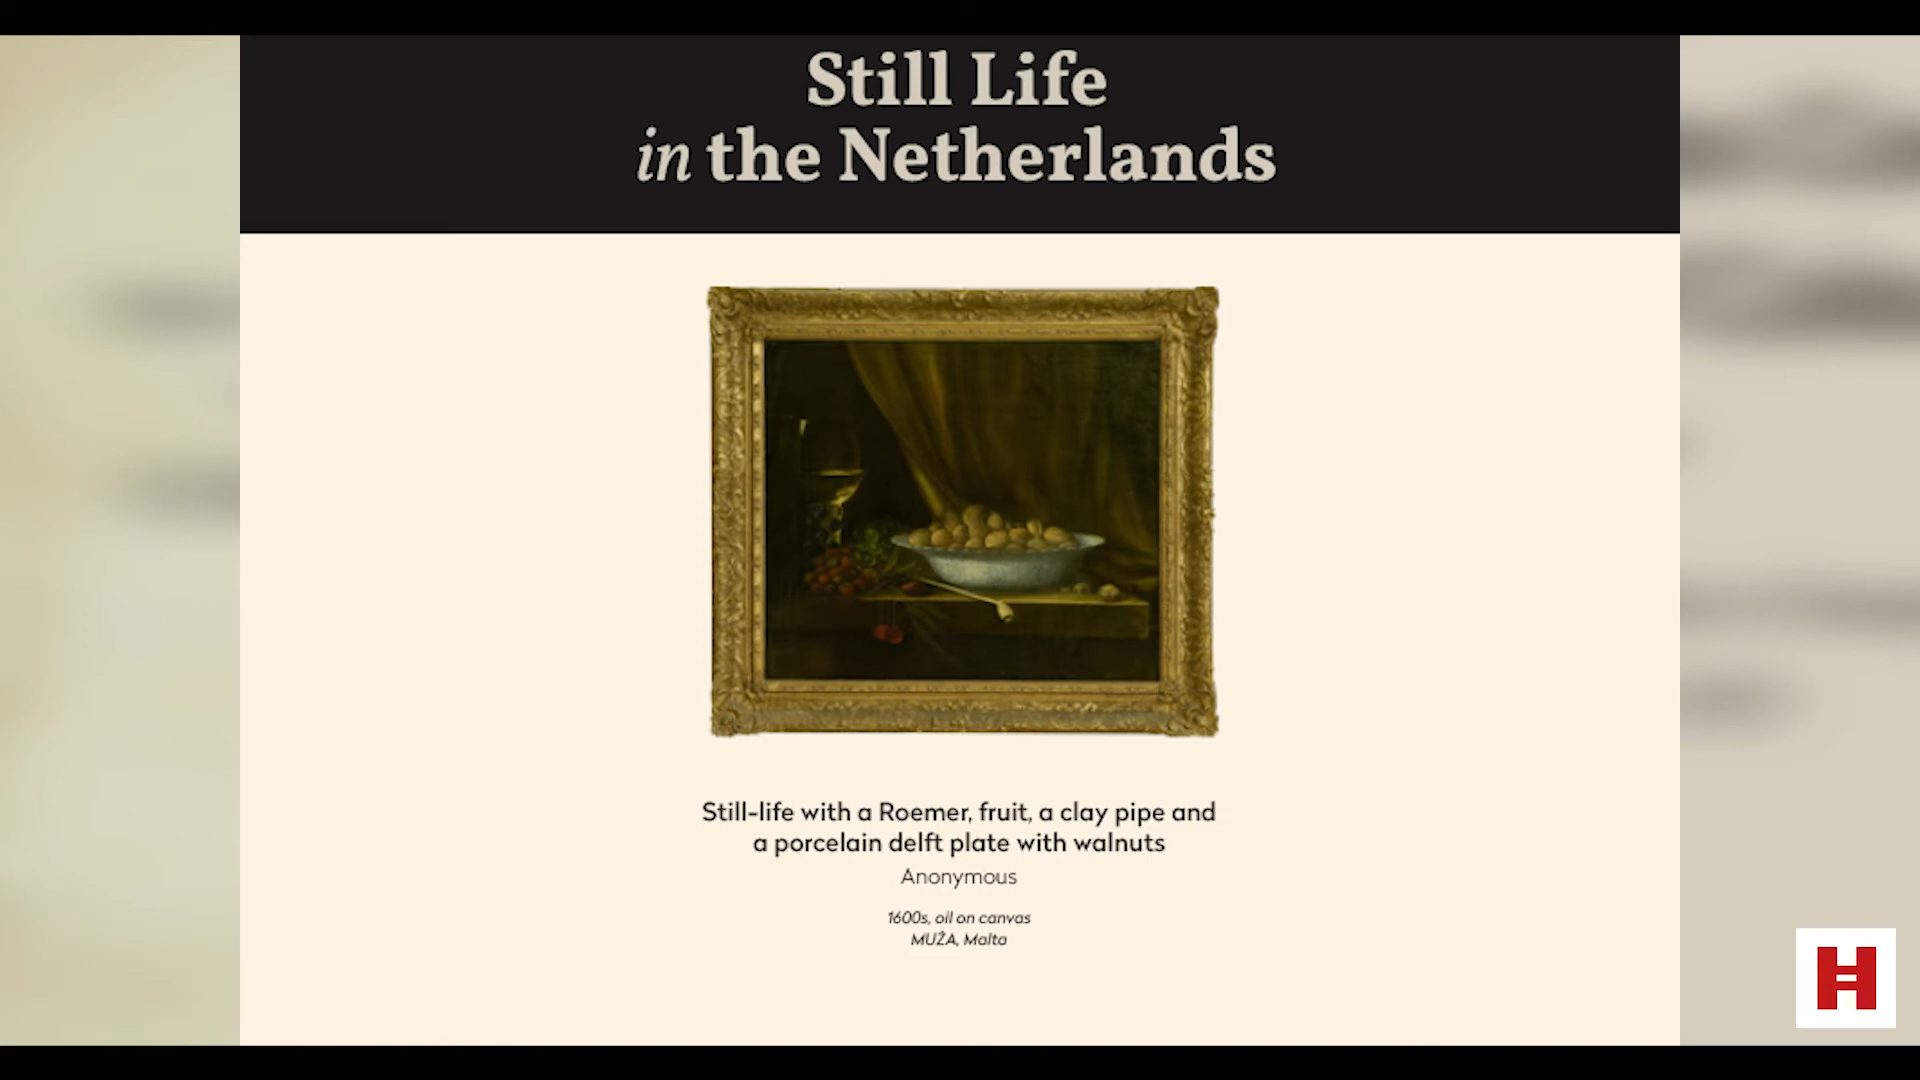 Still Life
in the Netherlands
Still-life with a Roemer, fruit, a clay pipe and
a porcelain delft plate with walnuts
Anonymous
1600s, oil on canvas
MUŻA, Malta
H